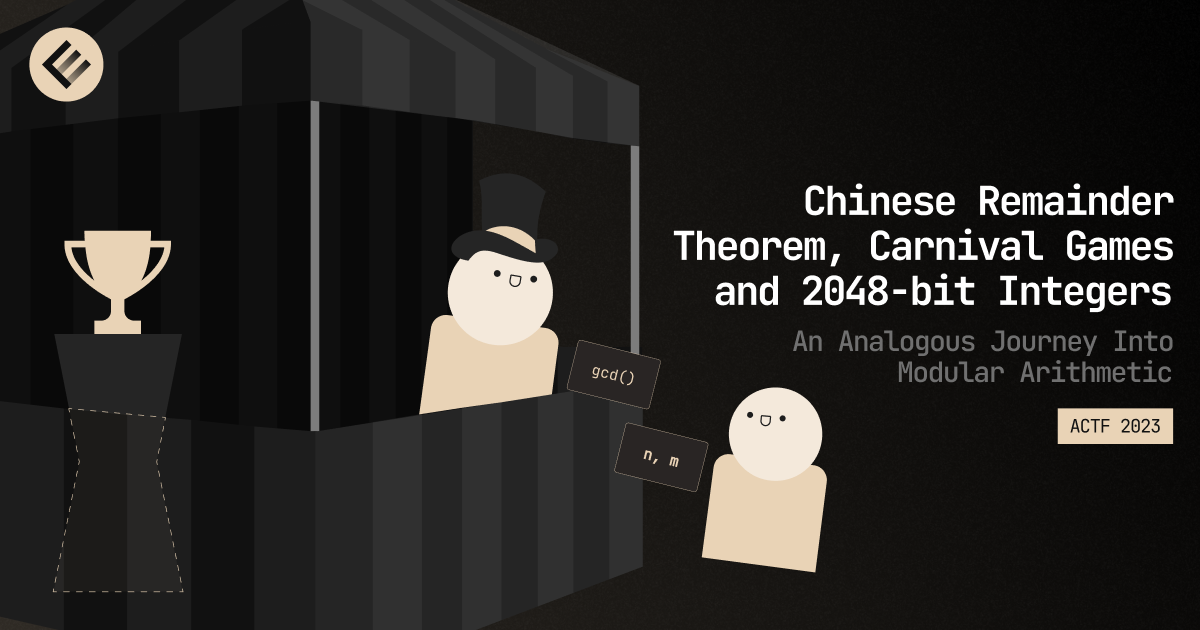 Chinese Remainder
Theorem, Carnival Games
and 2048-bit Integers
An Analogous Journey Into
Modular Arithmetic
ACTF 2023
gcd()
n, m